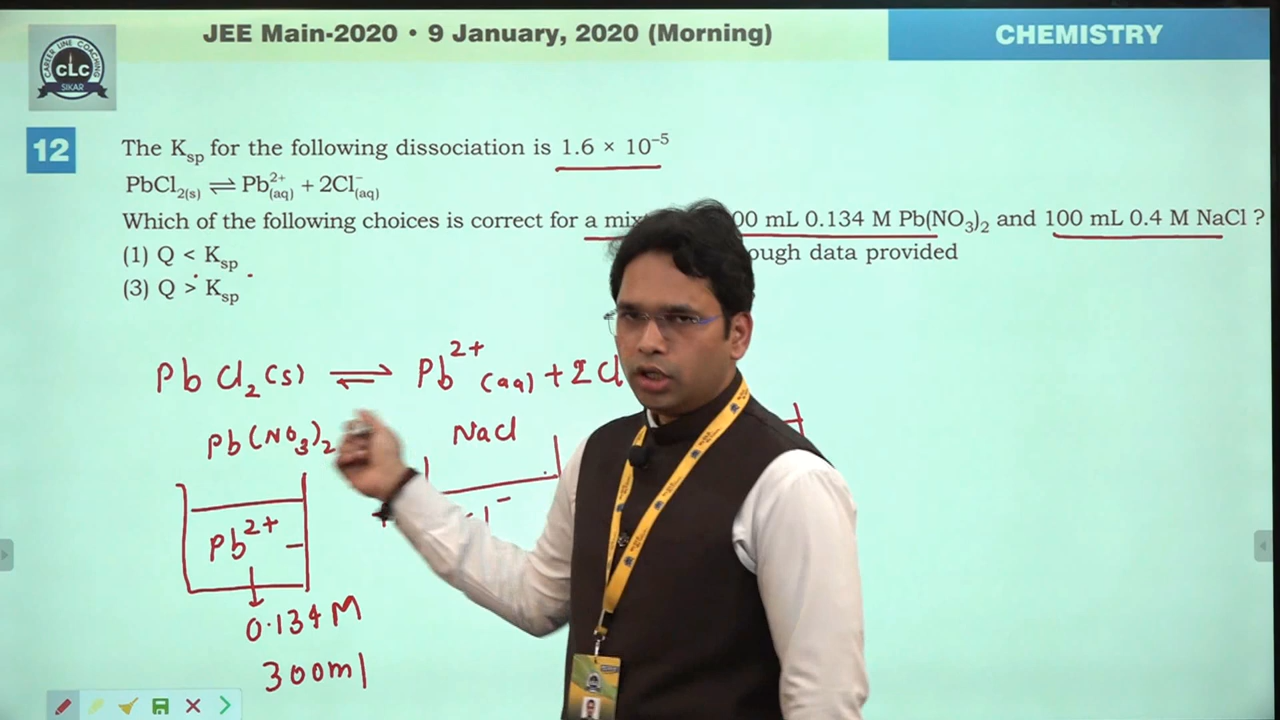 JEE Main-2020 • 9 January, 2020 (Morning)
CHEMISTRY
CAREER LINE COACHING
CLC
SIKAR
12
The Ksp for the following dissociation is 1.6 × 10⁻⁵
PbCl₂(s) ⇌ Pb²⁺(aq) + 2Cl⁻(aq)
Which of the following choices is correct for a 00 mL 0.134 M Pb(NO₃)₂ and 100 mL 0.4 M NaCl ?
(1) Q < Ksp
data provided
(3) Q > Ksp
PbCl₂(s) ⇌ Pb²⁺(aq) + 2Cl
Pb(NO₃)₂
NaCl
Pb²⁺
0.134 M
300ml